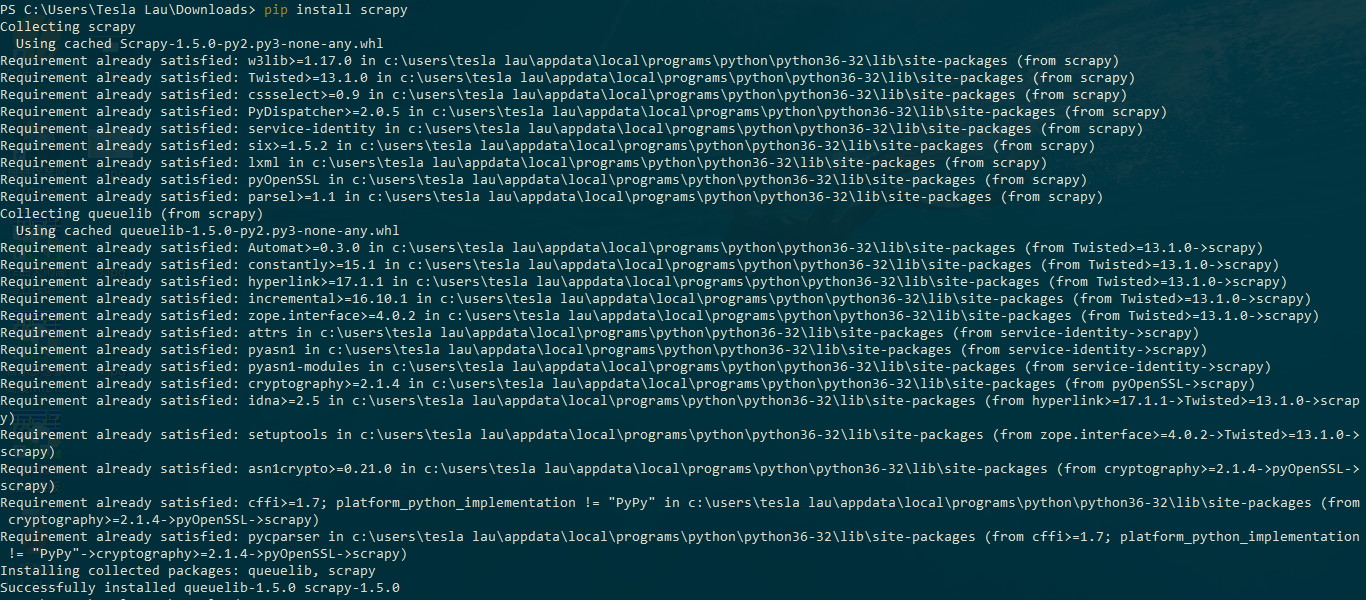 PS C:\Users\Tesla Lau\Downloads> pip install scrapy
Collecting scrapy
  Using cached Scrapy-1.5.0-py2.py3-none-any.whl
Requirement already satisfied: w3lib>=1.17.0 in c:\users\tesla lau\appdata\local\programs\python\python36-32\lib\site-packages (from scrapy)
Requirement already satisfied: Twisted>=13.1.0 in c:\users\tesla lau\appdata\local\programs\python\python36-32\lib\site-packages (from scrapy)
Requirement already satisfied: cssselect>=0.9 in c:\users\tesla lau\appdata\local\programs\python\python36-32\lib\site-packages (from scrapy)
Requirement already satisfied: PyDispatcher>=2.0.5 in c:\users\tesla lau\appdata\local\programs\python\python36-32\lib\site-packages (from scrapy)
Requirement already satisfied: service-identity in c:\users\tesla lau\appdata\local\programs\python\python36-32\lib\site-packages (from scrapy)
Requirement already satisfied: six>=1.5.2 in c:\users\tesla lau\appdata\local\programs\python\python36-32\lib\site-packages (from scrapy)
Requirement already satisfied: lxml in c:\users\tesla lau\appdata\local\programs\python\python36-32\lib\site-packages (from scrapy)
Requirement already satisfied: pyOpenSSL in c:\users\tesla lau\appdata\local\programs\python\python36-32\lib\site-packages (from scrapy)
Requirement already satisfied: parsel>=1.1 in c:\users\tesla lau\appdata\local\programs\python\python36-32\lib\site-packages (from scrapy)
Collecting queuelib (from scrapy)
  Using cached queuelib-1.5.0-py2.py3-none-any.whl
Requirement already satisfied: Automat>=0.3.0 in c:\users\tesla lau\appdata\local\programs\python\python36-32\lib\site-packages (from Twisted>=13.1.0->scrapy)
Requirement already satisfied: constantly>=15.1 in c:\users\tesla lau\appdata\local\programs\python\python36-32\lib\site-packages (from Twisted>=13.1.0->scrapy)
Requirement already satisfied: hyperlink>=17.1.1 in c:\users\tesla lau\appdata\local\programs\python\python36-32\lib\site-packages (from Twisted>=13.1.0->scrapy)
Requirement already satisfied: incremental>=16.10.1 in c:\users\tesla lau\appdata\local\programs\python\python36-32\lib\site-packages (from Twisted>=13.1.0->scrapy)
Requirement already satisfied: zope.interface>=4.0.2 in c:\users\tesla lau\appdata\local\programs\python\python36-32\lib\site-packages (from Twisted>=13.1.0->scrapy)
Requirement already satisfied: attrs in c:\users\tesla lau\appdata\local\programs\python\python36-32\lib\site-packages (from service-identity->scrapy)
Requirement already satisfied: pyasn1 in c:\users\tesla lau\appdata\local\programs\python\python36-32\lib\site-packages (from service-identity->scrapy)
Requirement already satisfied: pyasn1-modules in c:\users\tesla lau\appdata\local\programs\python\python36-32\lib\site-packages (from service-identity->scrapy)
Requirement already satisfied: cryptography>=2.1.4 in c:\users\tesla lau\appdata\local\programs\python\python36-32\lib\site-packages (from pyOpenSSL->scrapy)
Requirement already satisfied: idna>=2.5 in c:\users\tesla lau\appdata\local\programs\python\python36-32\lib\site-packages (from hyperlink>=17.1.1->Twisted>=13.1.0->scrap
y)
Requirement already satisfied: setuptools in c:\users\tesla lau\appdata\local\programs\python\python36-32\lib\site-packages (from zope.interface>=4.0.2->Twisted>=13.1.0->
scrapy)
Requirement already satisfied: asn1crypto>=0.21.0 in c:\users\tesla lau\appdata\local\programs\python\python36-32\lib\site-packages (from cryptography>=2.1.4->pyOpenSSL->
scrapy)
Requirement already satisfied: cffi>=1.7; platform_python_implementation != "PyPy" in c:\users\tesla lau\appdata\local\programs\python\python36-32\lib\site-packages (from
 cryptography>=2.1.4->pyOpenSSL->scrapy)
Requirement already satisfied: pycparser in c:\users\tesla lau\appdata\local\programs\python\python36-32\lib\site-packages (from cffi>=1.7; platform_python_implementation
 != "PyPy"->cryptography>=2.1.4->pyOpenSSL->scrapy)
Installing collected packages: queuelib, scrapy
Successfully installed queuelib-1.5.0 scrapy-1.5.0